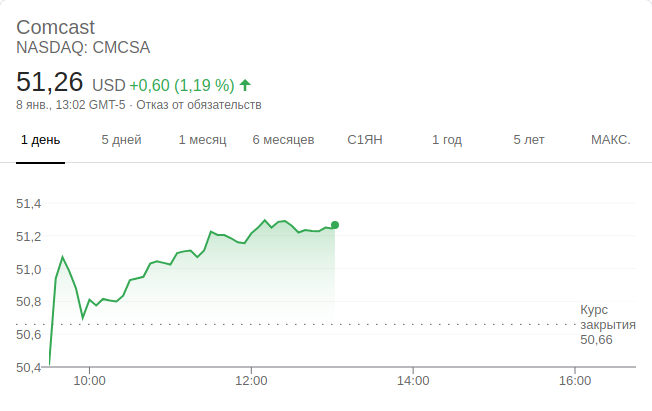 Comcast
NASDAQ: CMCSA
51,26 USD +0,60 (1,19 %)
8 янв., 13:02 GMT-5 · Отказ от обязательств
1 день 5 дней 1 месяц 6 месяцев С1ЯН 1 год 5 лет МАКС.
51,4
51,2
51,0
50,8
50,6
50,4
Курс
закрытия
50,66
10:00 12:00 14:00 16:00